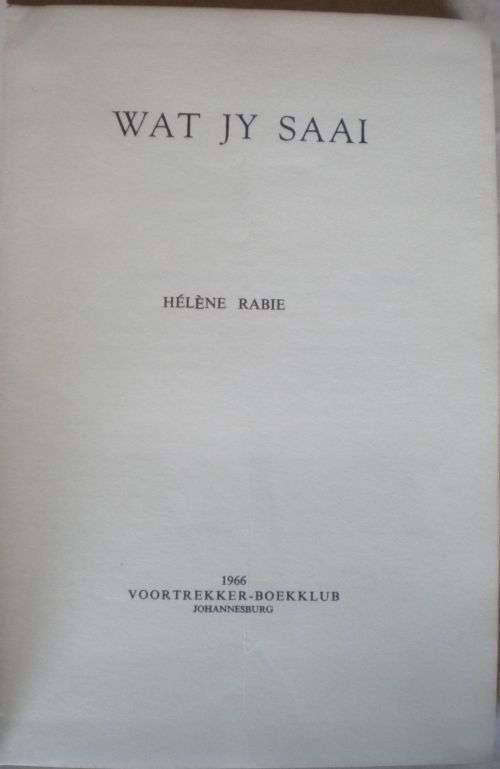 WAT JY SAAI
HÉLÈNE RABIE
1966
VOORTREKKER-BOEKKLUB
JOHANNESBURG